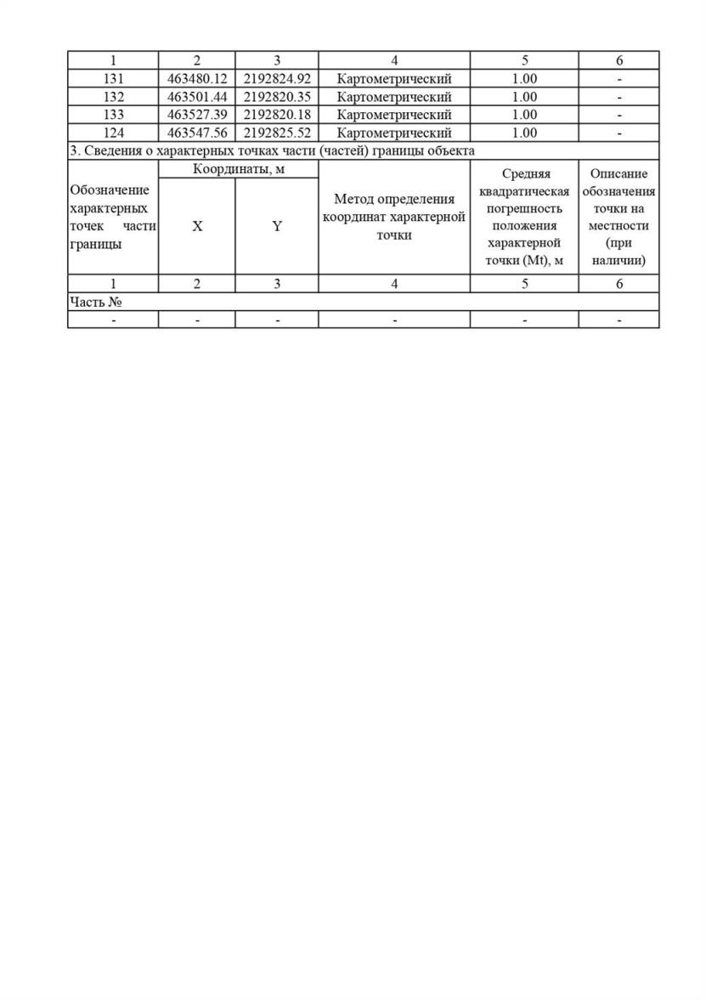 1 2 3 4 5 6
131 463480.12 2192824.92 Картометрический 1.00 -
132 463501.44 2192820.35 Картометрический 1.00 -
133 463527.39 2192820.18 Картометрический 1.00 -
124 463547.56 2192825.52 Картометрический 1.00 -
3. Сведения о характерных точках части (частей) границы объекта
Обозначение
характерных
точек части
границы
Координаты, м
X
Y
Метод определения
координат характерной
точки
Средняя
квадратическая
погрешность
положения
характерной
точки (Mt), м
Описание
обозначения
точки на
местности
(при
наличии)
1 2 3 4 5 6
Часть №
- - - - - -